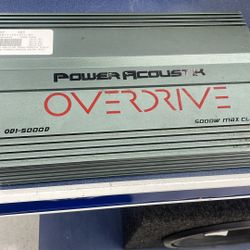 POWER ACOUSTIK
OVERDRIVE
OD1-5000D
5000W MAX CL